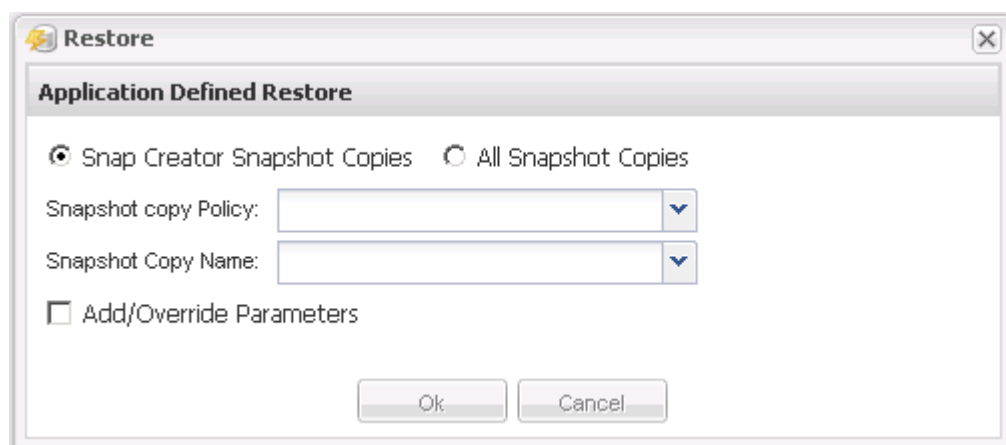 Restore
Application Defined Restore
Snap Creator Snapshot Copies All Snapshot Copies
Snapshot copy Policy:
Snapshot Copy Name:
Add/Override Parameters
Ok Cancel